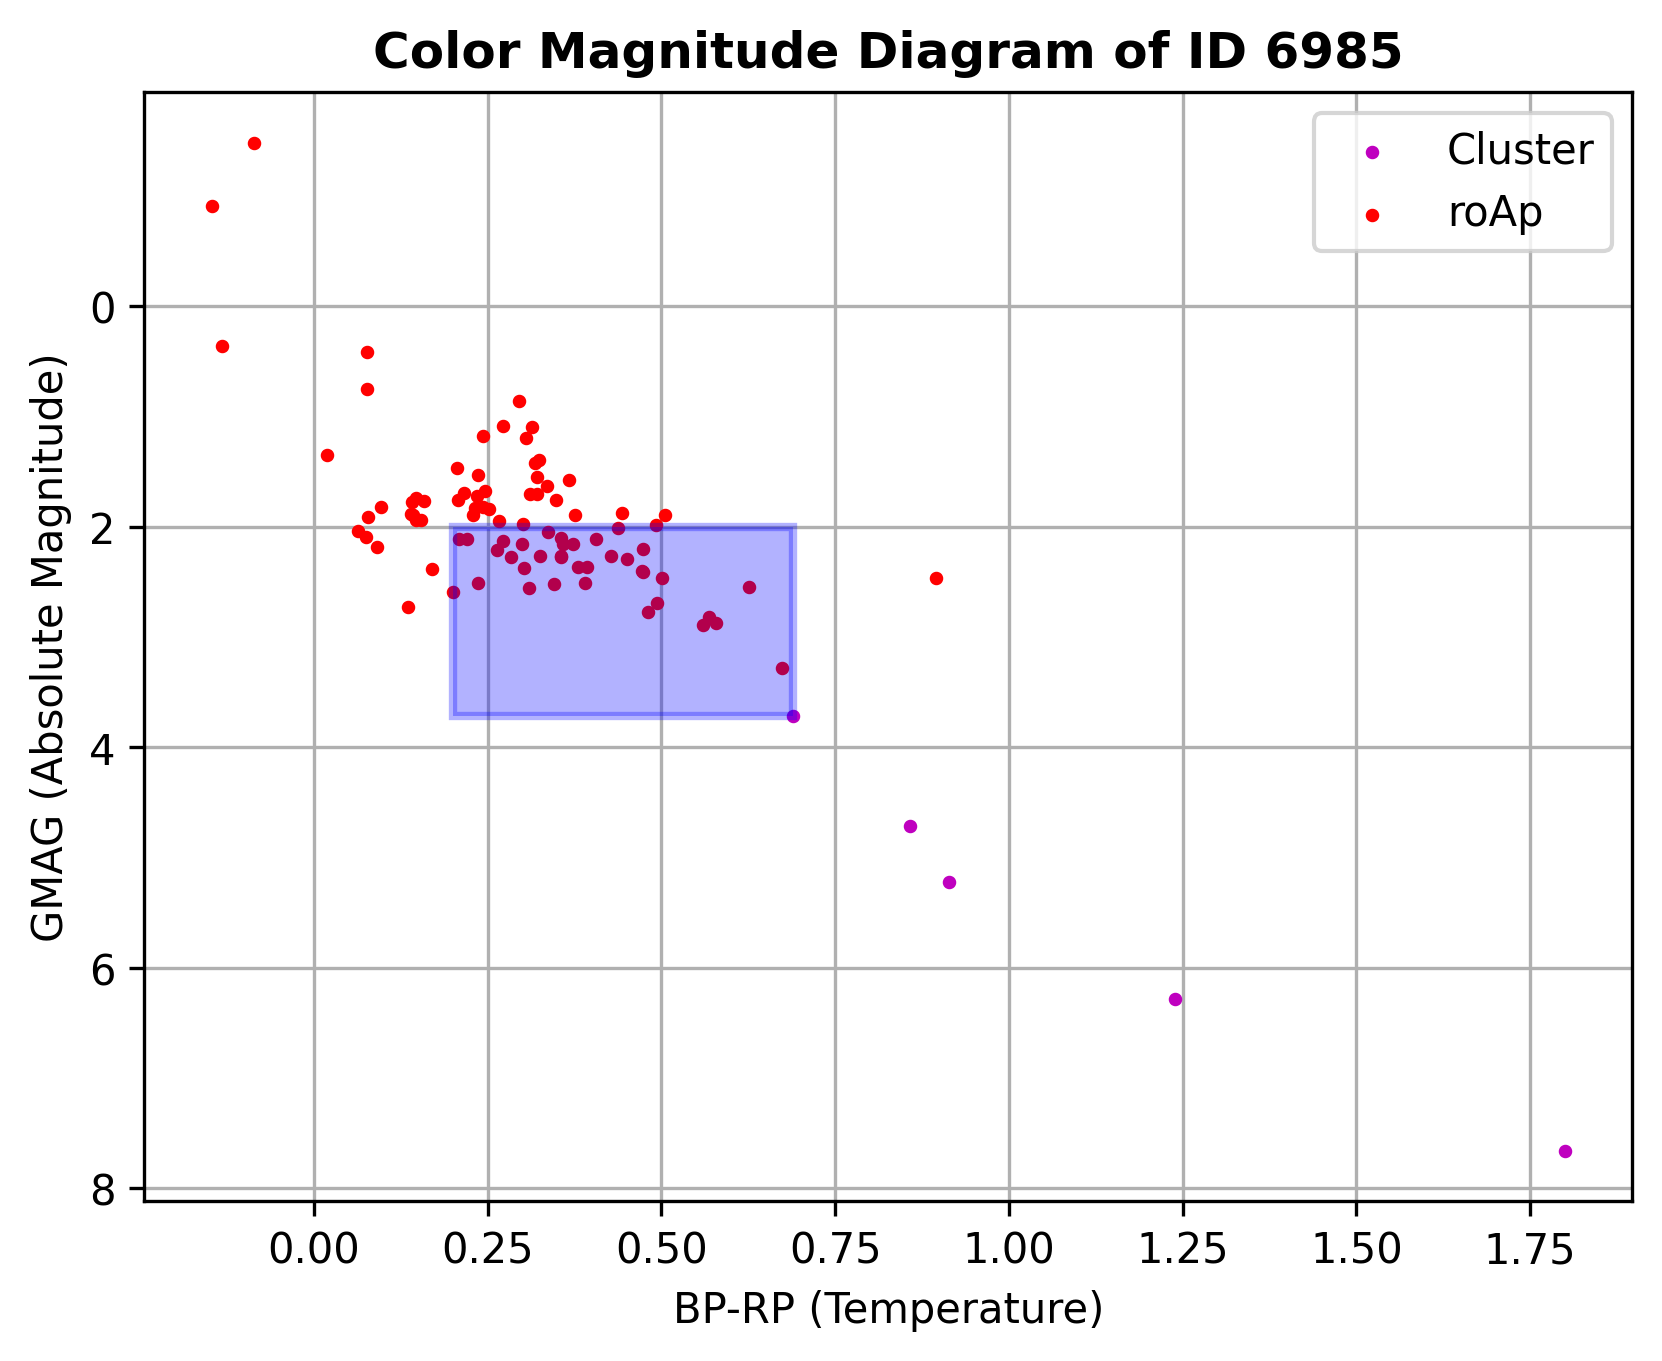 Color Magnitude Diagram of ID 6985
Cluster
roAp
GMAG (Absolute Magnitude)
0
2
4
6
8
0.00 0.25 0.50 0.75 1.00 1.25 1.50 1.75
BP-RP (Temperature)